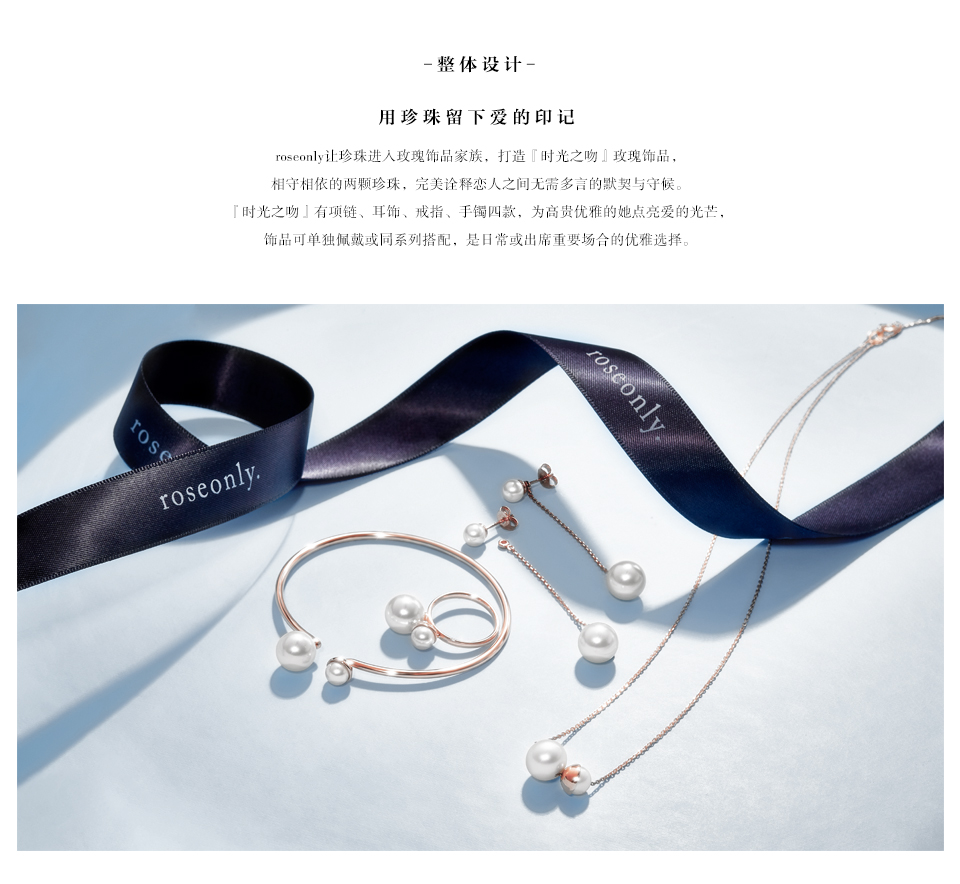 -整体设计-
用珍珠留下爱的印记
roseonly让珍珠进入玫瑰饰品家族，打造『时光之吻』玫瑰饰品，
相守相依的两颗珍珠，完美诠释恋人之间无需多言的默契与守候。
『时光之吻』有项链、耳饰、戒指、手镯四款，为高贵优雅的她点亮爱的光芒，
饰品可单独佩戴或同系列搭配，是日常或出席重要场合的优雅选择。
roseonly.
rose
roseonly.